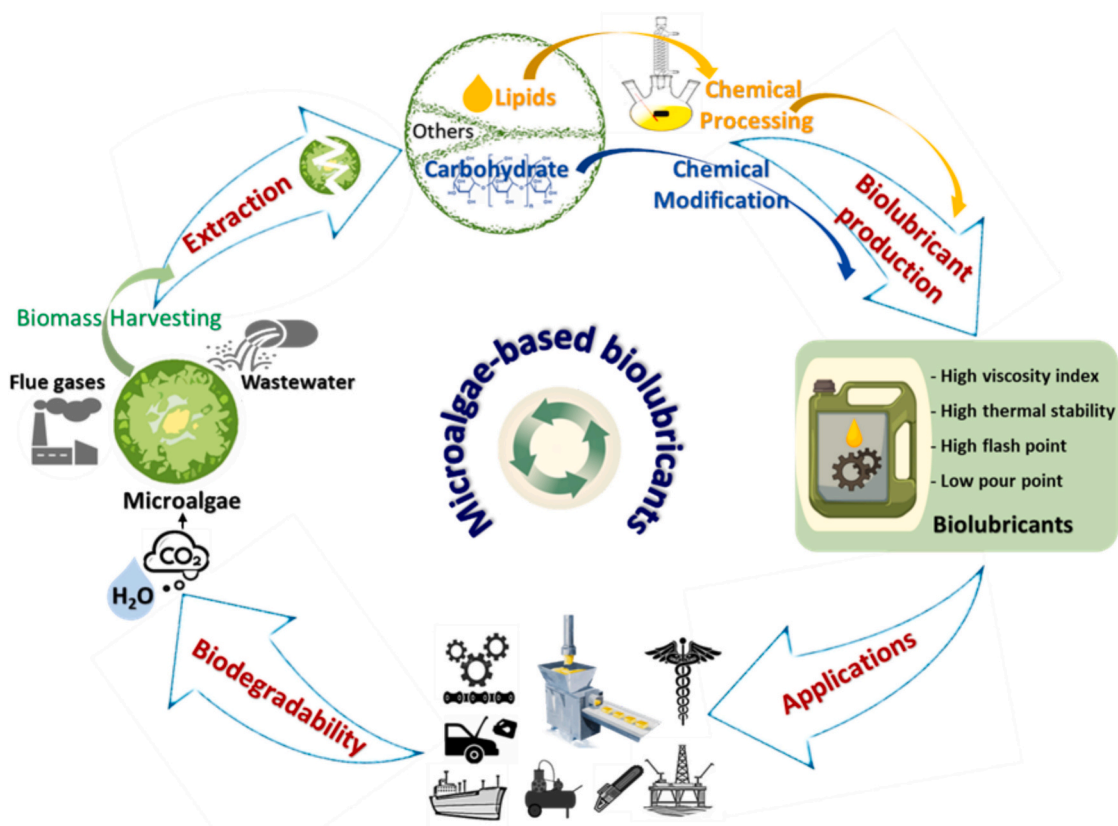 Lipids
Others
Carbohydrate
Chemical
Processing
Chemical
Modification
Extraction
Biolubricant
production
Biomass Harvesting
Flue gases
Wastewater
Microalgae
CO₂
H₂O
Microalgae-based biolubricants
- High viscosity index
- High thermal stability
- High flash point
- Low pour point
Biolubricants
Applications
Biodegradability